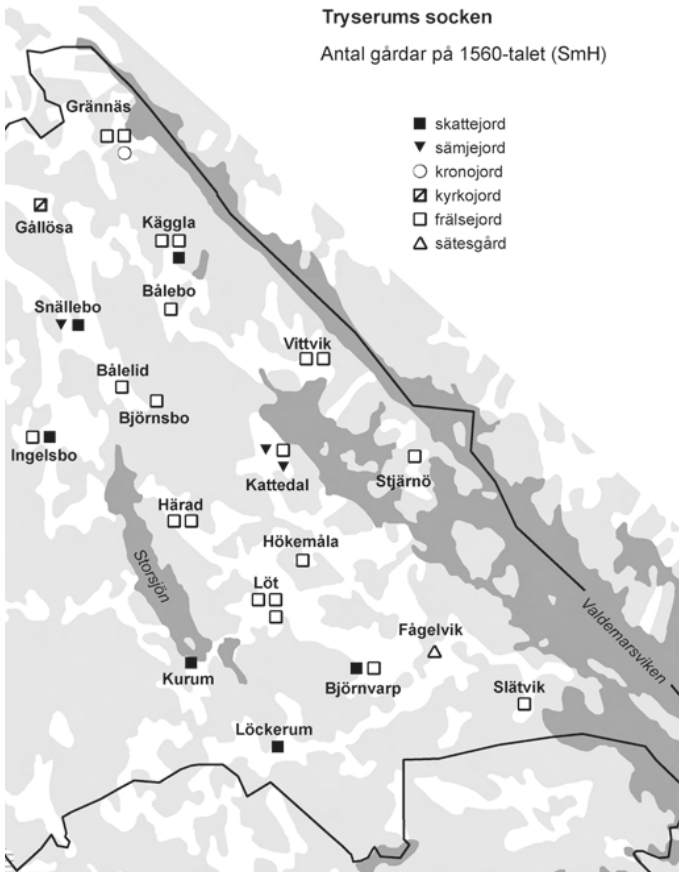 Tryserums socken
Antal gårdar på 1560-talet (SmH)
skattejord
sämjejord
kronojord
kyrkojord
frälsejord
sätesgård
Grännäs
Gållösa
Käggla
Bålebo
Snällebo
Vittvik
Bålelid
Björnsbo
Ingelsbo
Kattedal
Stjärnö
Härad
Hökemåla
Storsjön
Löt
Fågelvik
Valdemarsviken
Kurum
Björnvarp
Slätvik
Löckerum